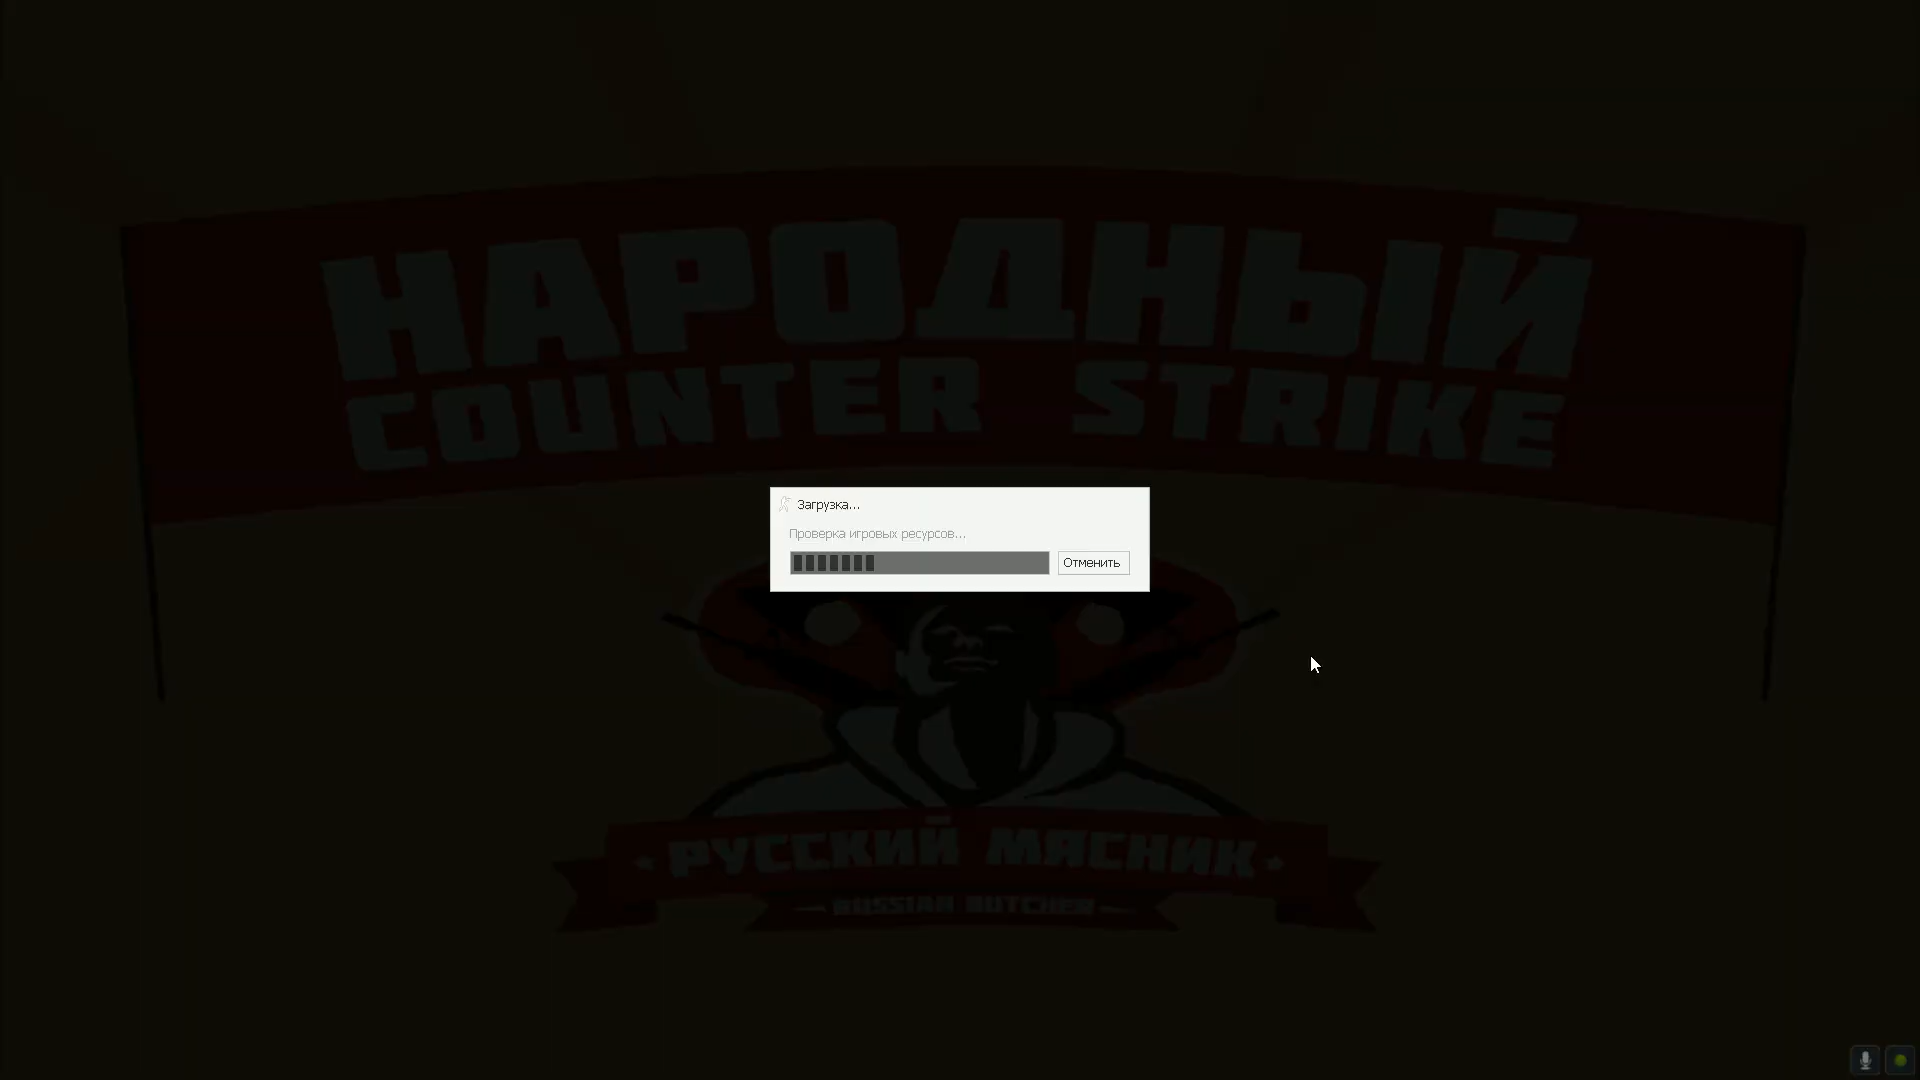 НАРОДНЫЙ
COUNTER STRIKE
Загрузка...
Проверка игровых ресурсов...
Отменить
РУССКИЙ МЯСНИК
RUSSIAN BUTCHER